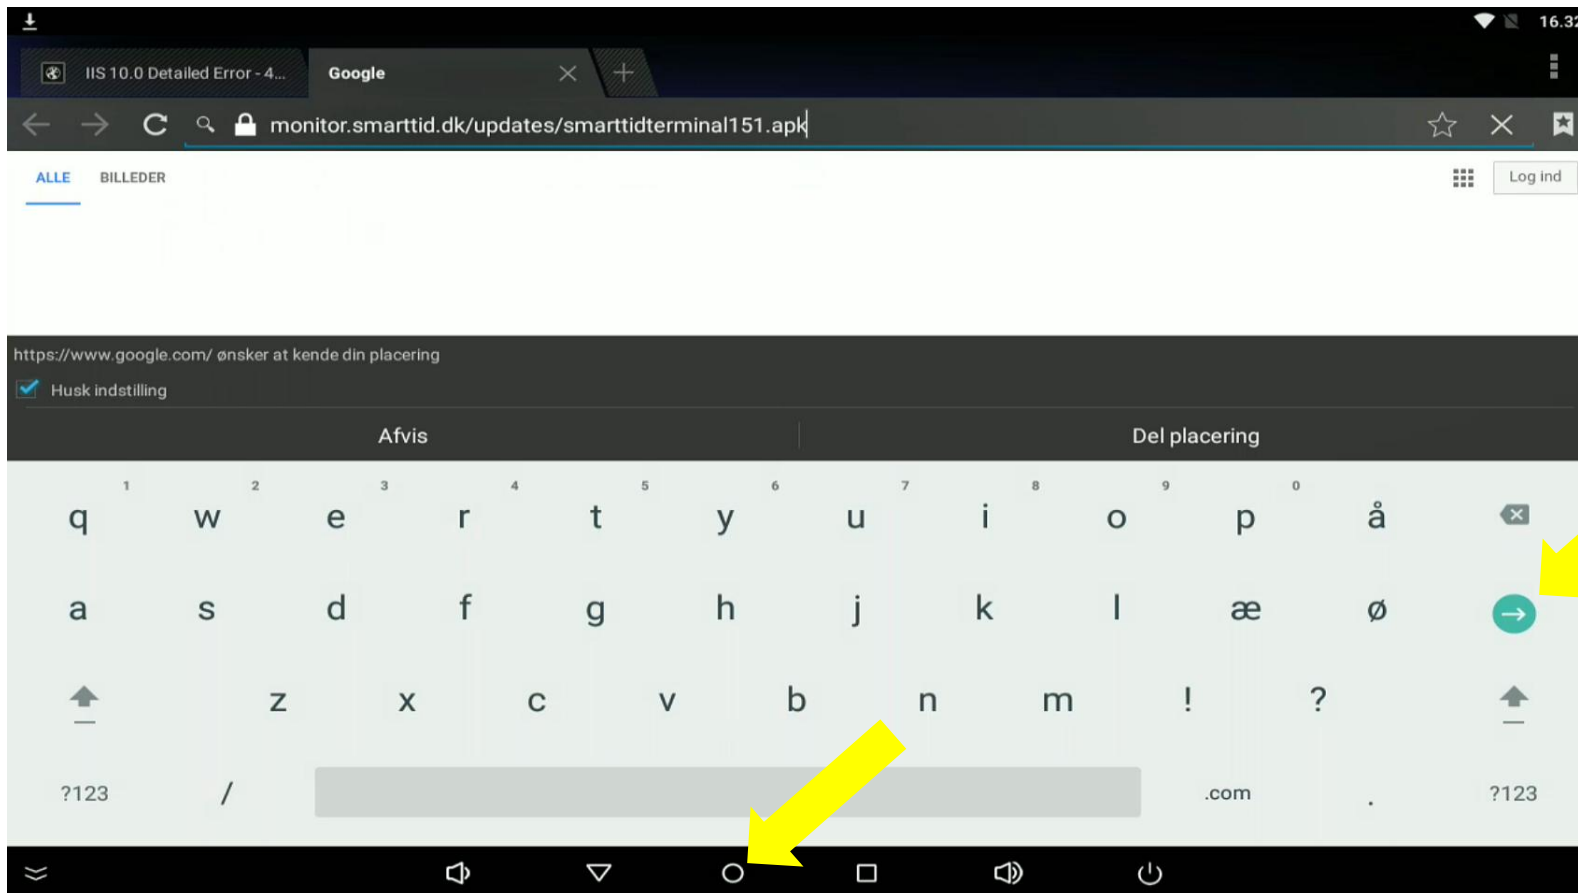 16.32
IIS 10.0 Detailed Error - 4...
Google
monitor.smarttid.dk/updates/smarttidterminal151.apk
ALLE BILLEDER
Log ind
https://www.google.com/ ønsker at kende din placering
Husk indstilling
Afvis Del placering
1 2 3 4 5 6 7 8 9 0
q w e r t y u i o p å
a s d f g h j k l æ ø
z x c v b n m ! ?
?123 / .com . ?123